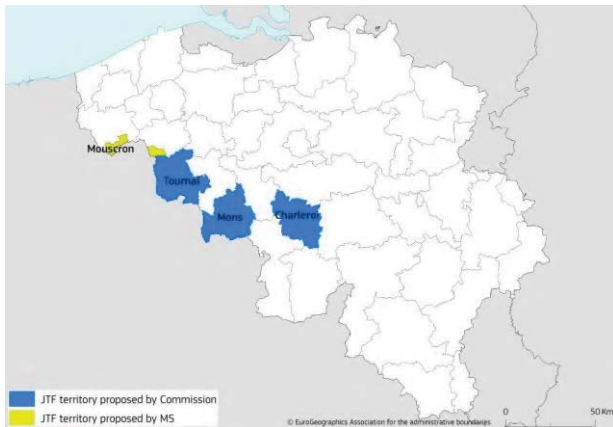 Mouscron
Tournai
Mons
Charleroi
JTF territory proposed by Commission
JTF territory proposed by MS
© EuroGeographics Association for the administrative boundaries
0 50 Km